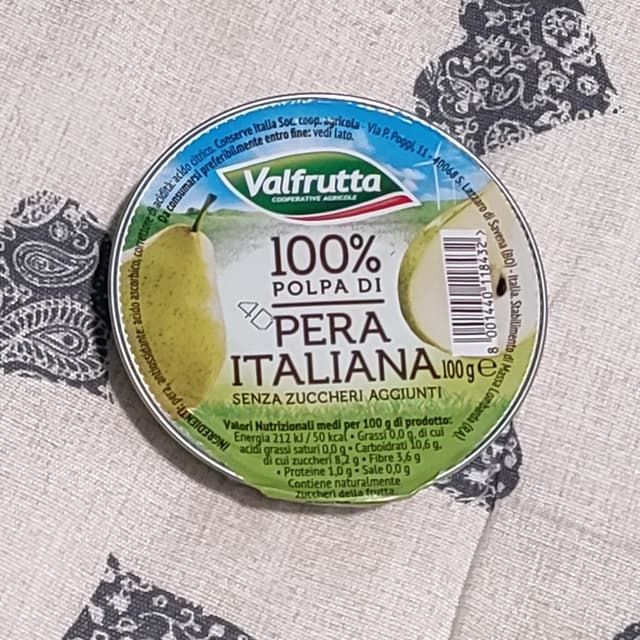 INGREDIENTI: pera, antiossidante: acido ascorbico, correttore di acidità: acido citrico. Conserve Italia Soc. coop. agricola - Via P. Poggi, 11 - 40068 S. Lazzaro di Savena (BO) - Italia. Stabilimento di Massa Lombarda (RA)
Da consumarsi preferibilmente entro fine: vedi lato.
Valfrutta
COOPERATIVE AGRICOLE
100%
POLPA DI
PERA
ITALIANA
100 g e
SENZA ZUCCHERI AGGIUNTI
40
8 001440 118432 >
Valori Nutrizionali medi per 100 g di prodotto:
Energia 212 kJ / 50 kcal • Grassi 0,0 g, di cui
acidi grassi saturi 0,0 g • Carboidrati 10,6 g,
di cui zuccheri 8,2 g • Fibre 3,6 g
• Proteine 1,0 g • Sale 0,0 g
Contiene naturalmente
zuccheri della frutta